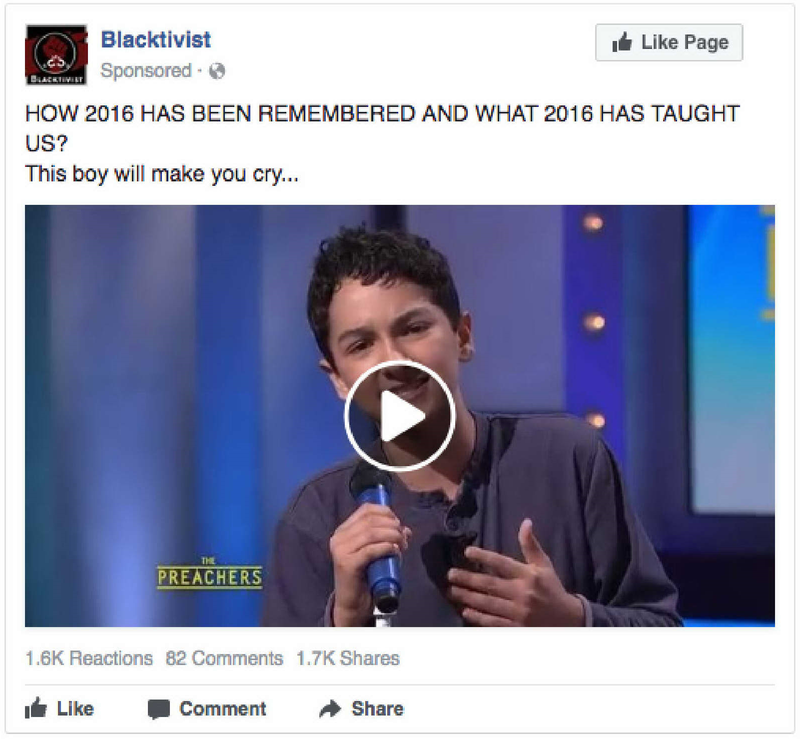 Blacktivist
Like Page
Sponsored ·
BLACKTIVIST
HOW 2016 HAS BEEN REMEMBERED AND WHAT 2016 HAS TAUGHT
US?
This boy will make you cry...
THE
PREACHERS
1.6K Reactions 82 Comments 1.7K Shares
Like Comment Share